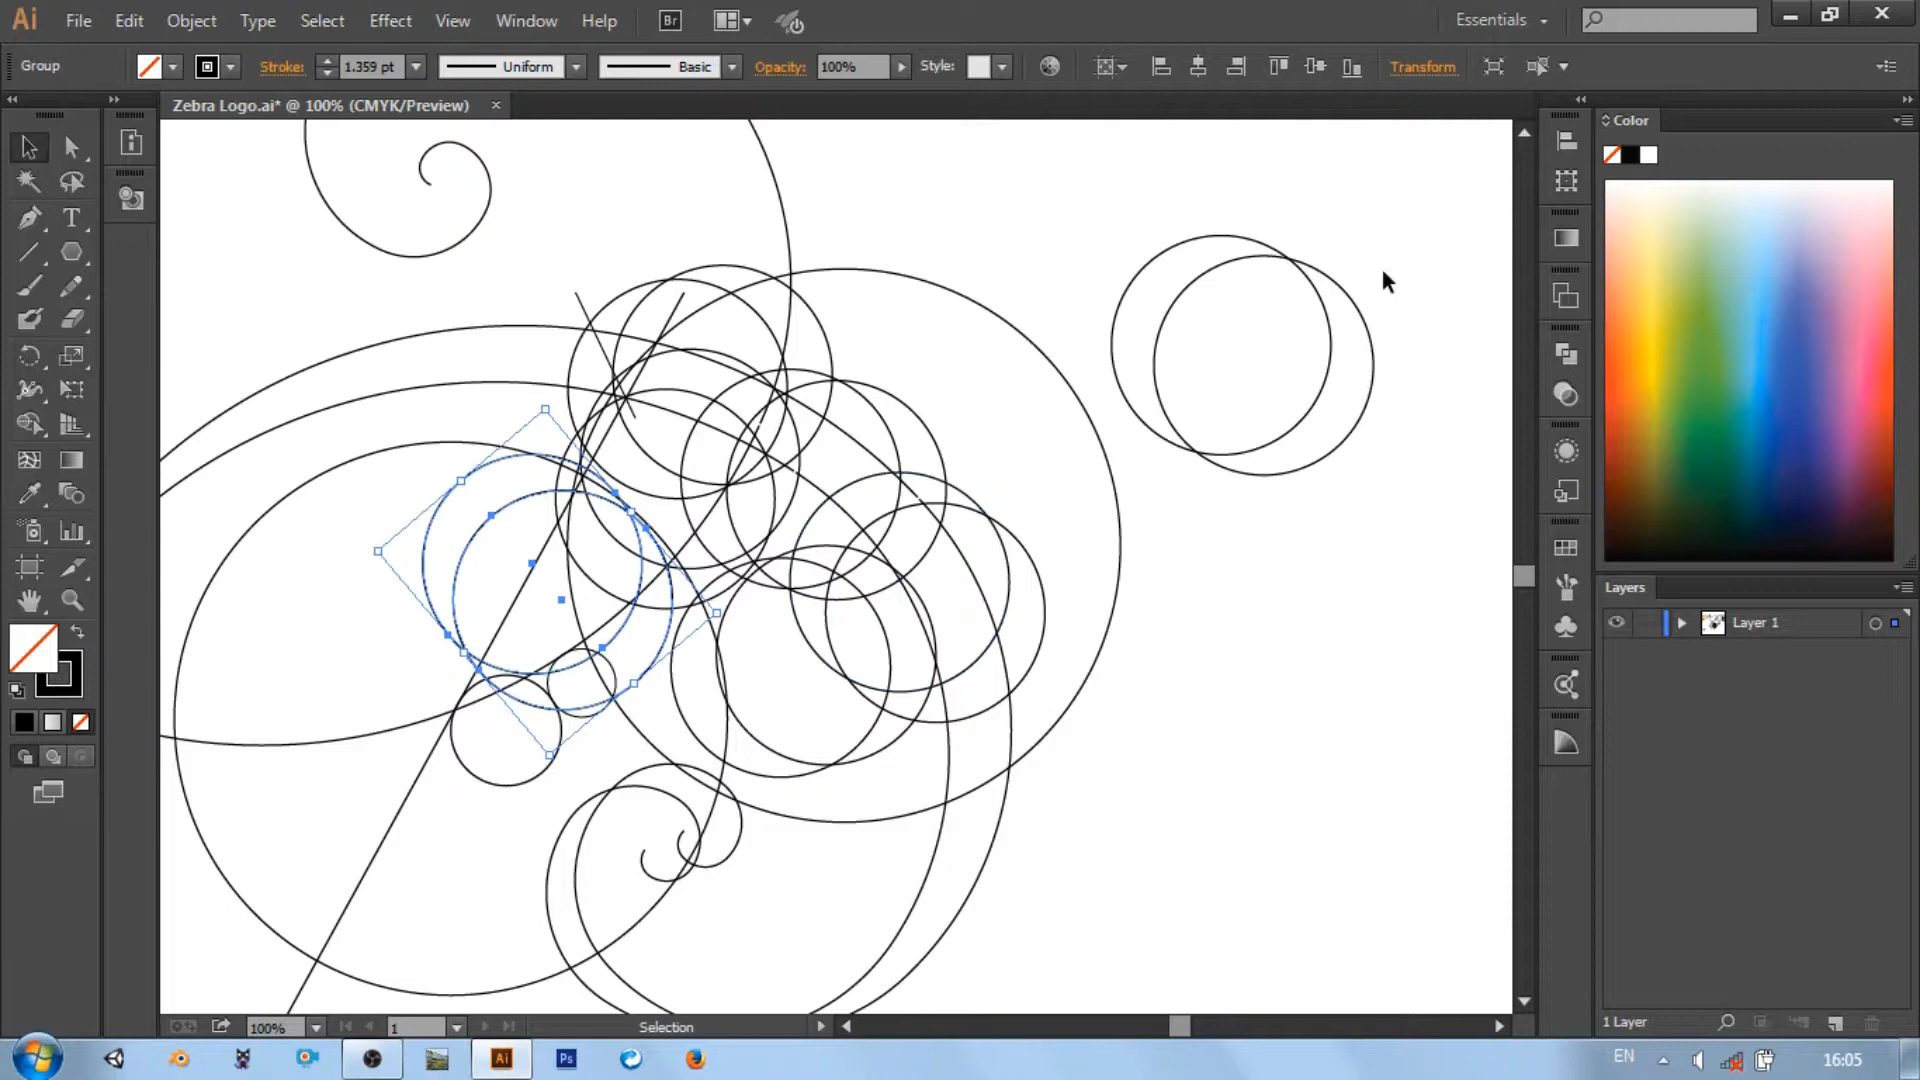 Ai File Edit Object Type Select Effect View Window Help Br Essentials
Group Stroke: 1.359 pt Uniform Basic Opacity: 100% Style: Transform
Zebra Logo.ai* @ 100% (CMYK/Preview)
Color
T
Layers
Layer 1
1 Layer
100% 1 Selection
Ai Ps EN 16:05